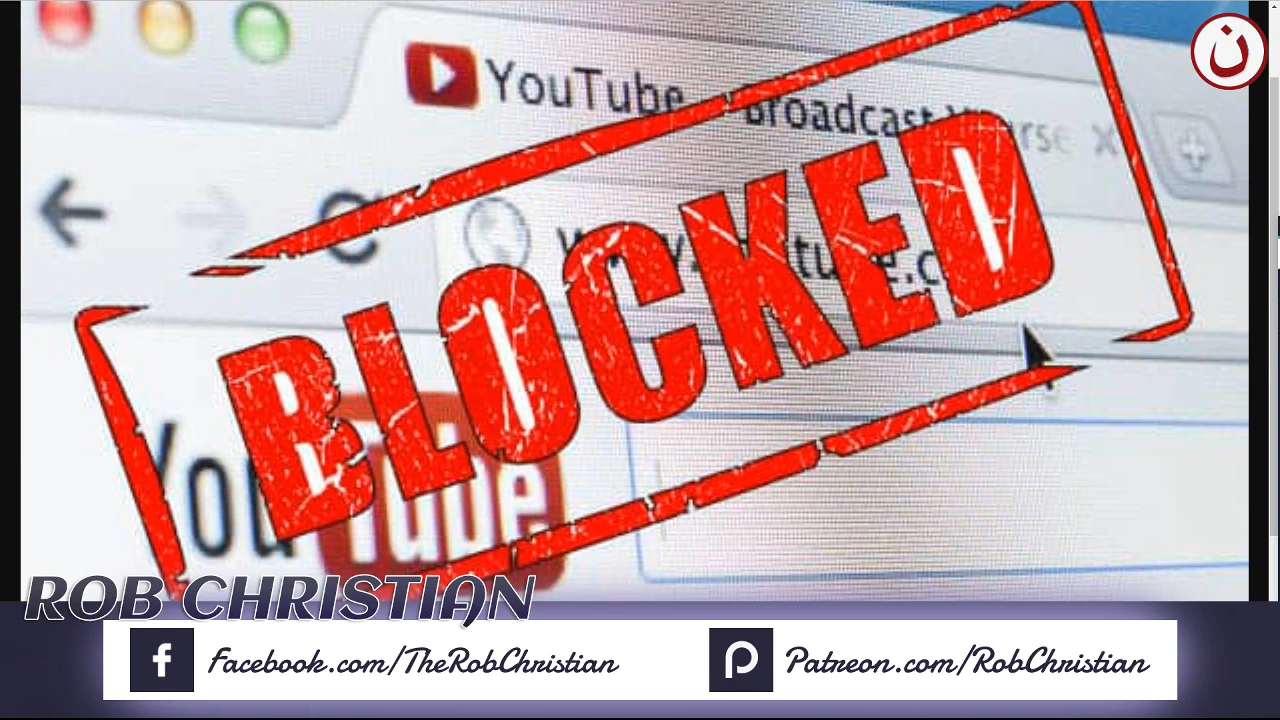 YouTube - Broadcast Y
ن
BLOCKED
YouTube
ROB CHRISTIAN
Facebook.com/TheRobChristian
Patreon.com/RobChristian